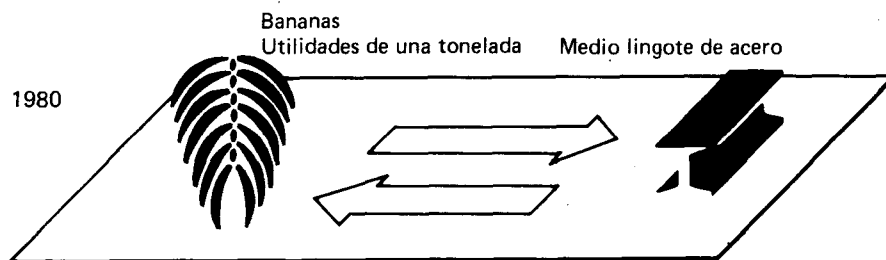 Bananas
Utilidades de una tonelada
Medio lingote de acero
1980